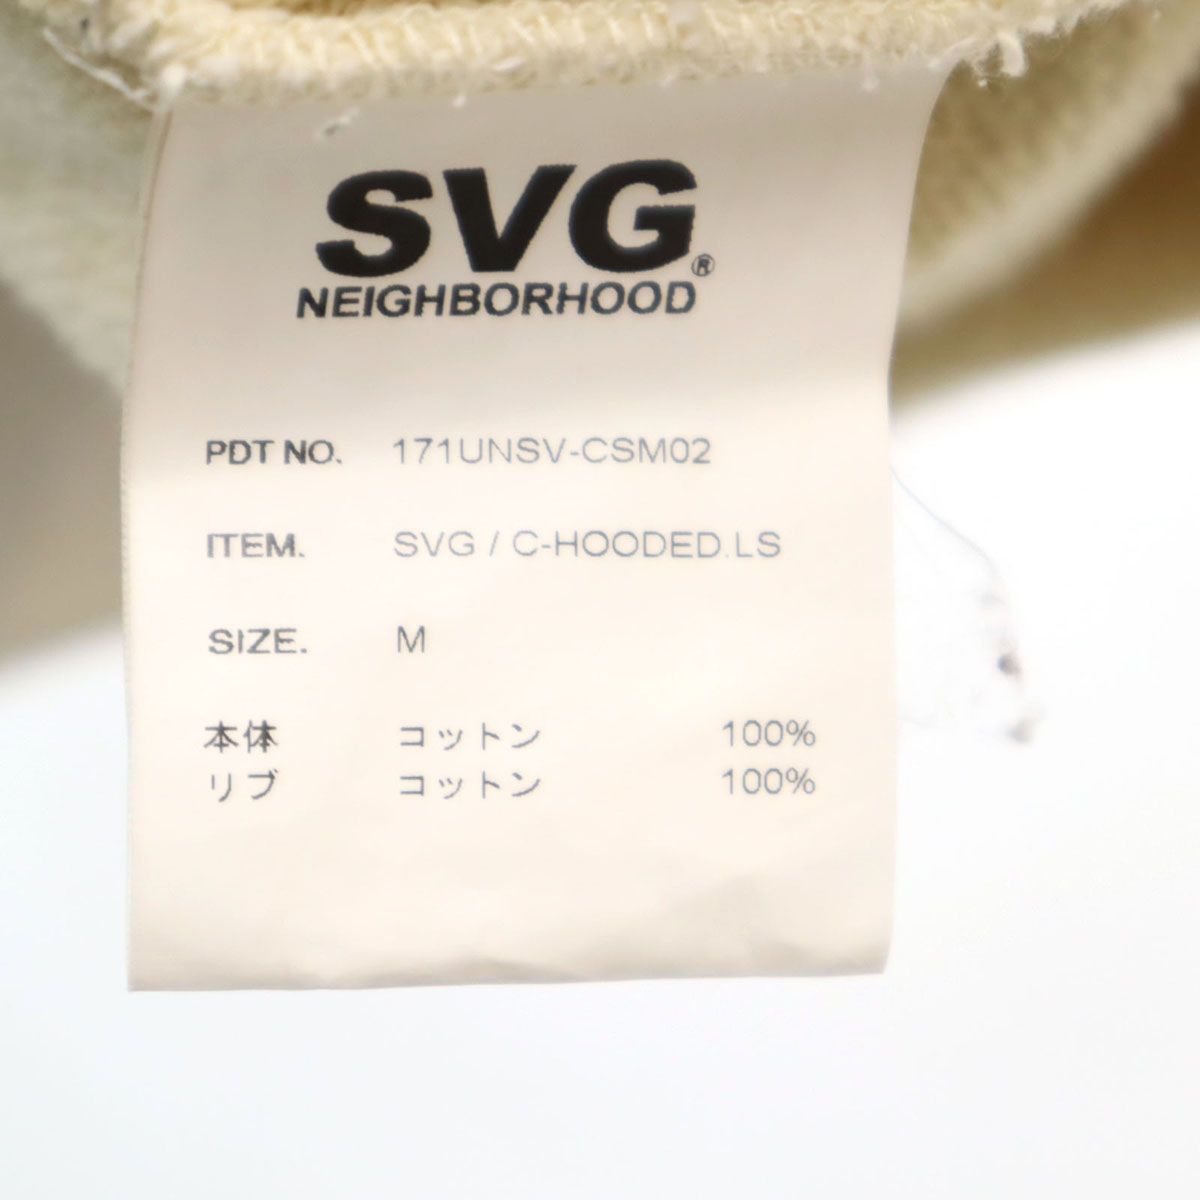 SVG®
NEIGHBORHOOD
PDT NO. 171UNSV-CSM02
ITEM. SVG / C-HOODED.LS
SIZE. M
本体 コットン 100%
リブ コットン 100%